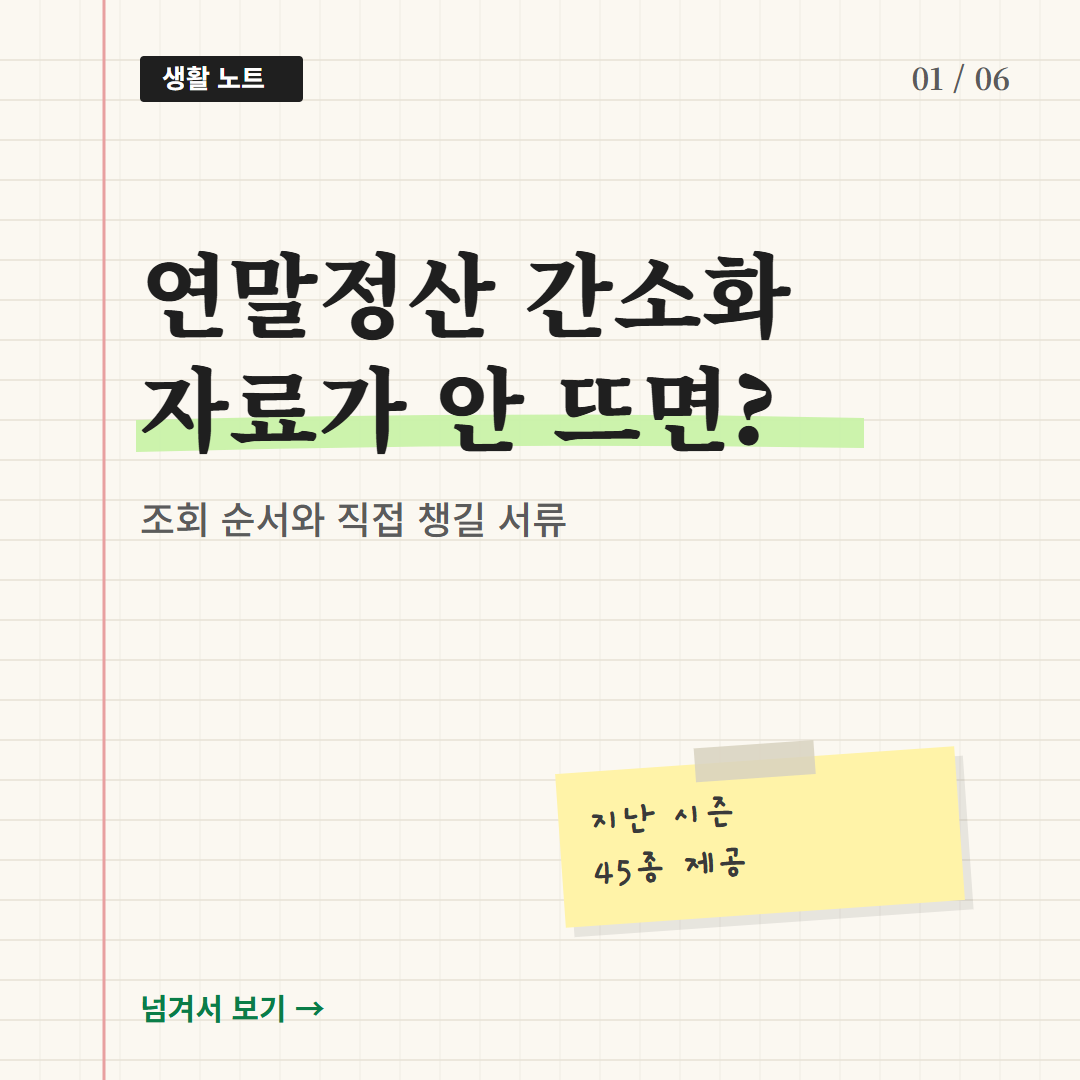 생활 노트
01 / 06
연말정산 간소화
자료가 안 뜨면?
조회 순서와 직접 챙길 서류
지난 시즌
45종 제공
넘겨서 보기 →